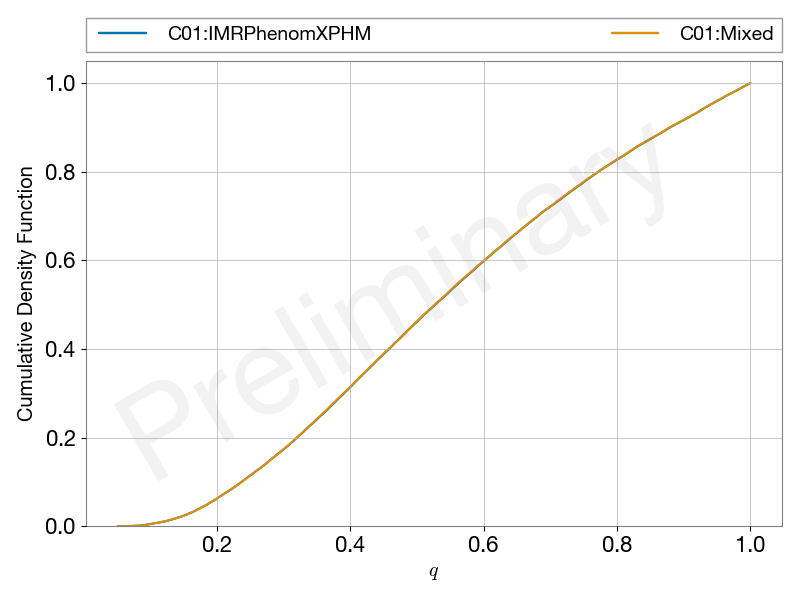 C01:IMRPhenomXPHM
C01:Mixed
1.0
0.8
0.6
0.4
0.2
0.0
Cumulative Density Function
Preliminary
0.2 0.4 0.6 0.8 1.0
q